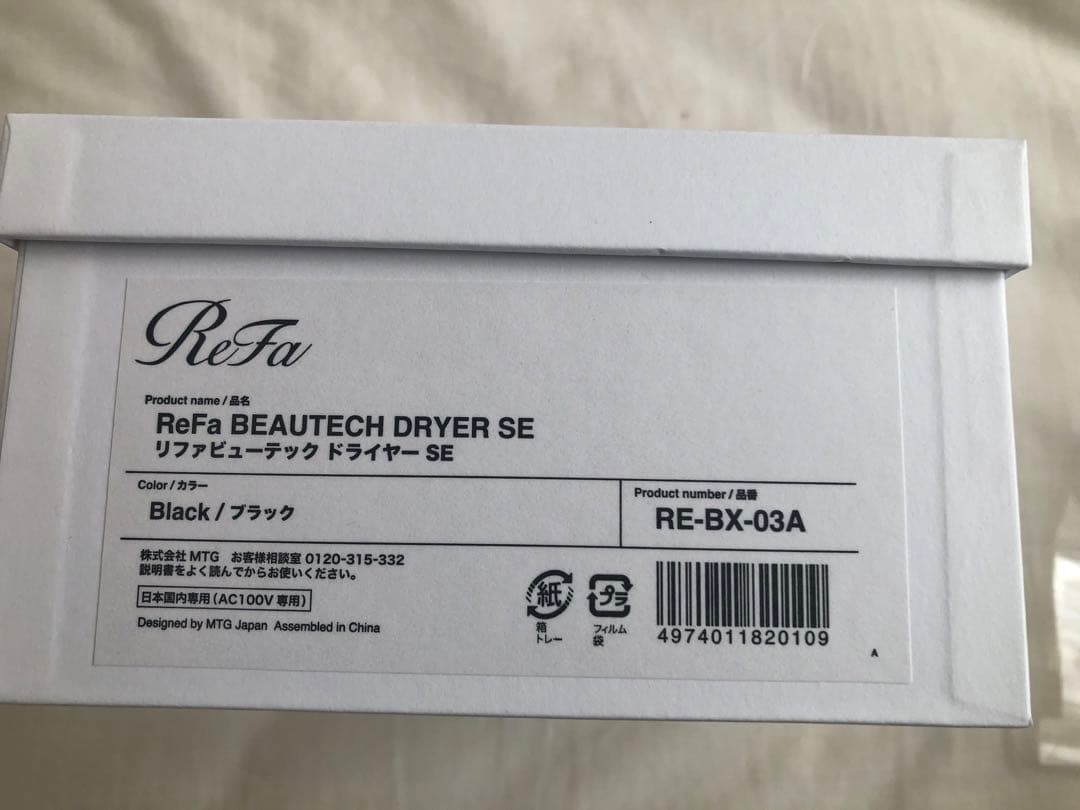 ReFa
Product name / 品名
ReFa BEAUTECH DRYER SE
リファビューテック ドライヤー SE
Color / カラー
Black / ブラック
Product number / 品番
RE-BX-03A
株式会社 MTG お客様相談室 0120-315-332
説明書をよく読んでからお使いください。
日本国内専用(AC100V 専用)
Designed by MTG Japan Assembled in China
紙
箱
トレー
プラ
フィルム
袋
4974011820109
A